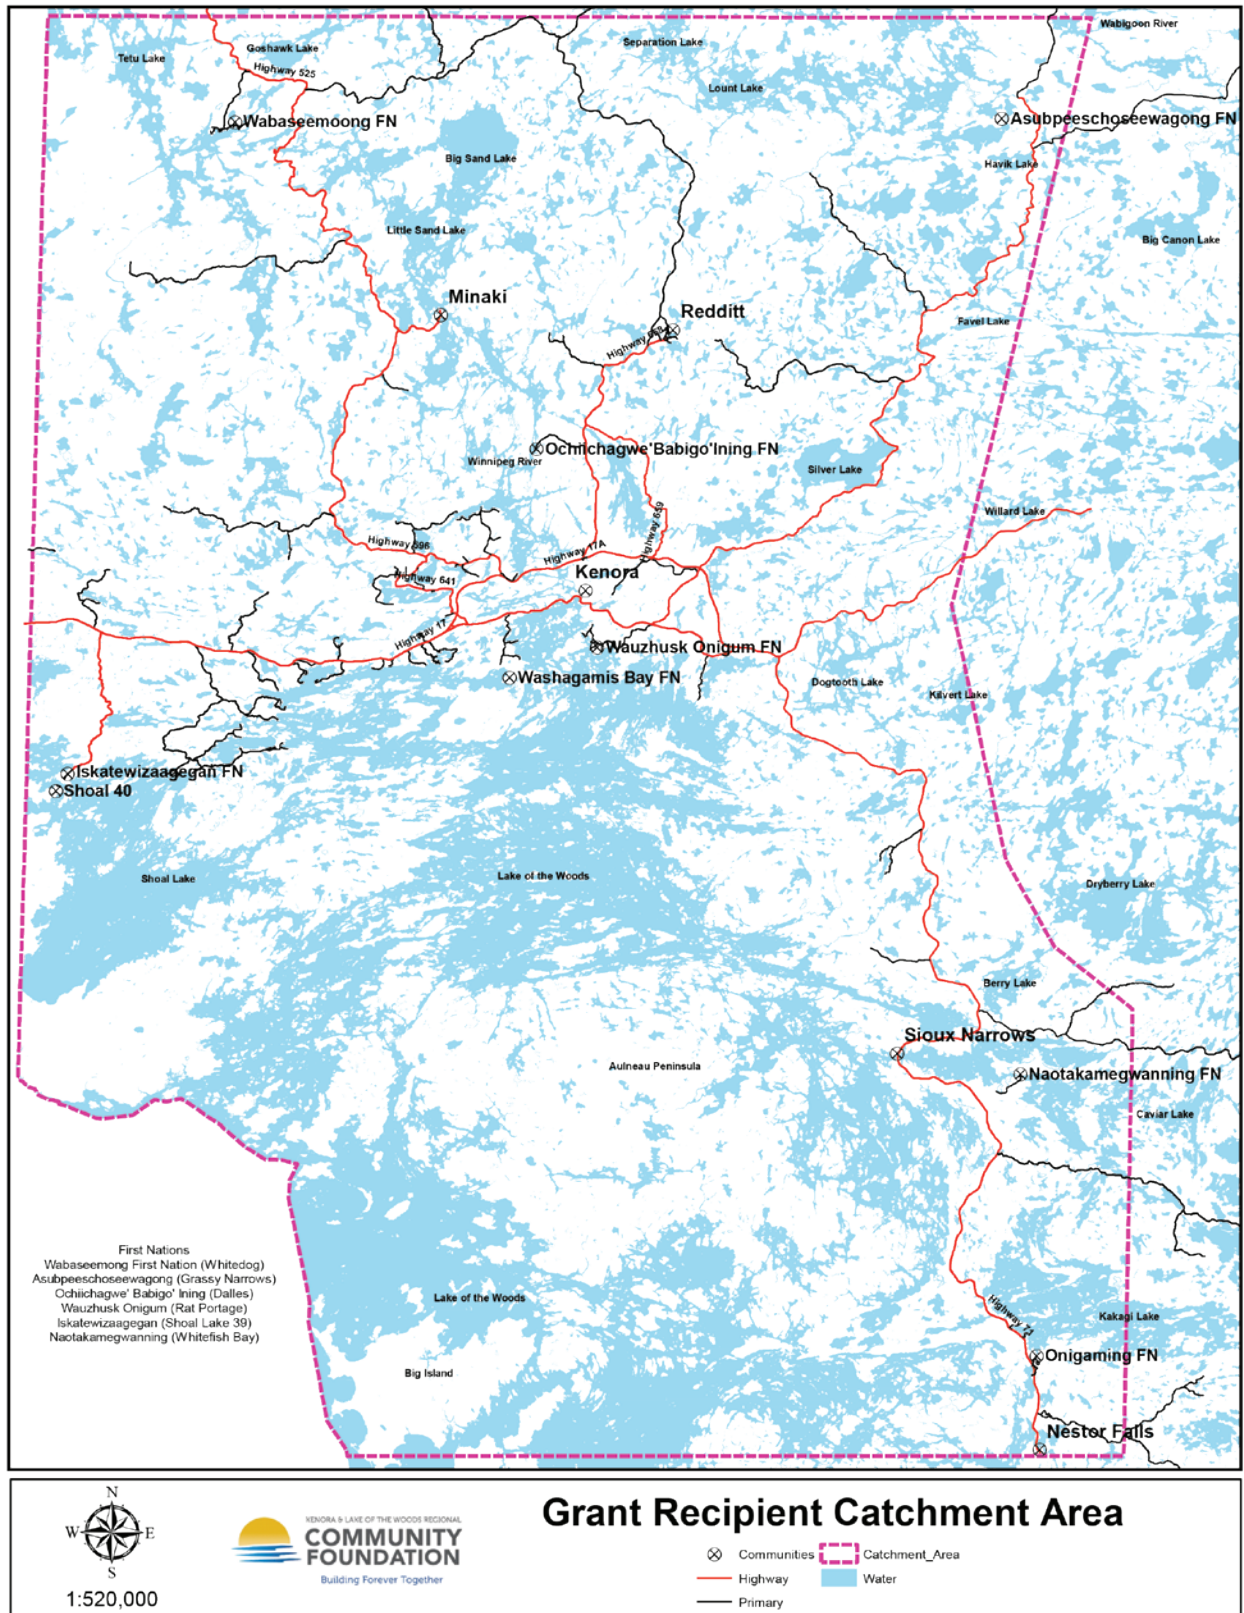 Wabigoon River
Separation Lake
Goshawk Lake
Tetu Lake
Highway 525
Lount Lake
Wabaseemoong FN
Asubpeeschoseewagong FN
Big Sand Lake
Havik Lake
Little Sand Lake
Big Canon Lake
Minaki
Redditt
Favel Lake
Ochiichagwe'Babigo'Ining FN
Winnipeg River
Silver Lake
Willard Lake
Highway 659
Highway 596
Highway 17A
Kenora
Highway 641
Highway 17
Wauzhusk Onigum FN
Washagamis Bay FN
Dogtooth Lake
Kilvert Lake
Iskatewizaagegan FN
Shoal 40
Shoal Lake
Lake of the Woods
Dryberry Lake
Berry Lake
Sioux Narrows
Aulneau Peninsula
Naotakamegwanning FN
Caviar Lake
First Nations
Wabaseemong First Nation (Whitedog)
Asubpeeschoseewagong (Grassy Narrows)
Ochiichagwe' Babigo' Ining (Dalles)
Wauzhusk Onigum (Rat Portage)
Iskatewizaagegan (Shoal Lake 39)
Naotakamegwanning (Whitefish Bay)
Lake of the Woods
Highway 71
Kakagi Lake
Onigaming FN
Big Island
Nestor Falls
N
W
E
S
1:520,000
KENORA & LAKE OF THE WOODS REGIONAL
COMMUNITY
FOUNDATION
Building Forever Together
Grant Recipient Catchment Area
Communities
Catchment_Area
Highway
Water
Primary